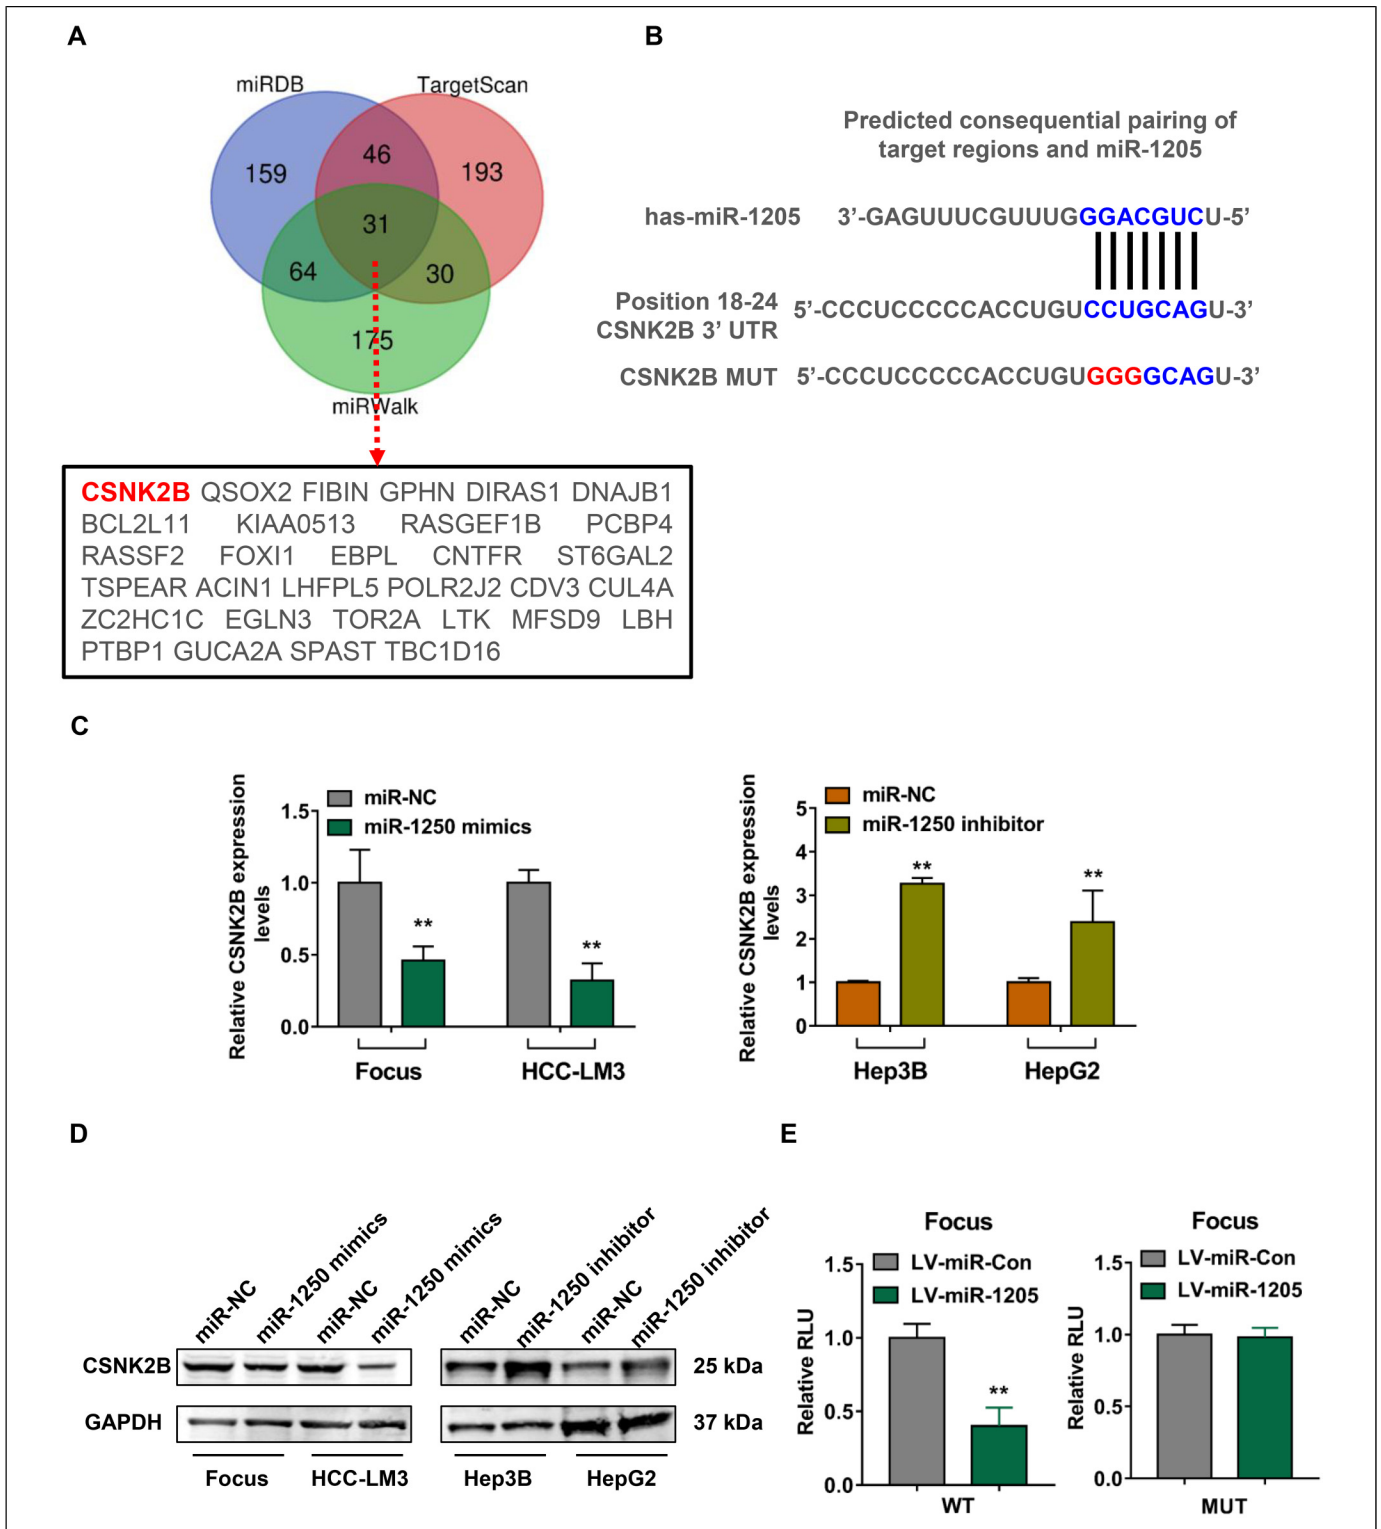 A
miRDB
TargetScan
159
46
193
31
64
30
175
miRWalk
CSNK2B QSOX2 FIBIN GPHN DIRAS1 DNAJB1
BCL2L11 KIAA0513 RASGEF1B PCBP4
RASSF2 FOXI1 EBPL CNTFR ST6GAL2
TSPEAR ACIN1 LHFPL5 POLR2J2 CDV3 CUL4A
ZC2HC1C EGLN3 TOR2A LTK MFSD9 LBH
PTBP1 GUCA2A SPAST TBC1D16
B
Predicted consequential pairing of
target regions and miR-1205
has-miR-1205 3’-GAGUUUCGUUUGGGACGUCU-5’
Position 18-24
CSNK2B 3’ UTR
5’-CCCUCCCCCACCUGUCCUGCAGU-3’
CSNK2B MUT 5’-CCCUCCCCCACCUGUGGGGCAGU-3’
C
Relative CSNK2B expression
levels
miR-NC
miR-1250 mimics
1.5
1.0
0.5
0.0
**
**
Focus
HCC-LM3
Relative CSNK2B expression
levels
miR-NC
miR-1250 inhibitor
5
4
3
2
1
0
**
**
Hep3B
HepG2
D
miR-NC
miR-1250 mimics
miR-NC
miR-1250 mimics
miR-NC
miR-1250 inhibitor
miR-NC
miR-1250 inhibitor
CSNK2B
25 kDa
GAPDH
37 kDa
Focus
HCC-LM3
Hep3B
HepG2
E
Focus
LV-miR-Con
LV-miR-1205
Relative RLU
1.5
1.0
0.5
0.0
**
WT
Focus
LV-miR-Con
LV-miR-1205
Relative RLU
1.5
1.0
0.5
0.0
MUT